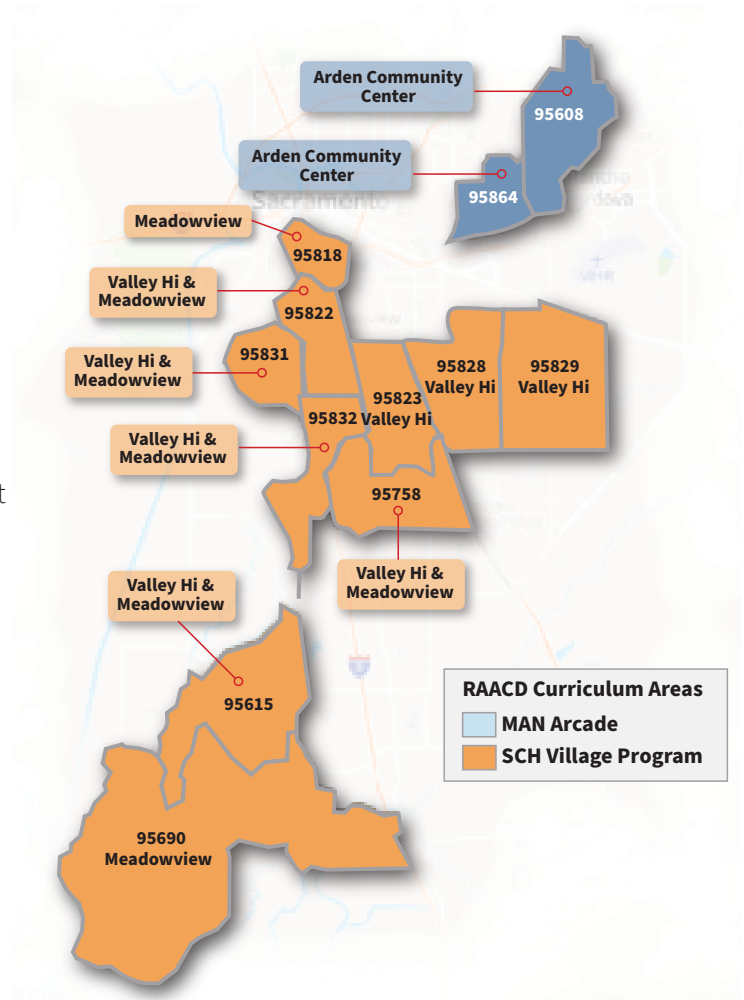 Arden Community
Center
95608
Arden Community
Center
95864
Sacramento
Meadowview
95818
Valley Hi &
Meadowview
95822
Valley Hi &
Meadowview
95831
95828
Valley Hi
95829
Valley Hi
95823
Valley Hi
95832
Valley Hi &
Meadowview
95758
t
Valley Hi &
Meadowview
Valley Hi &
Meadowview
95615
RAACD Curriculum Areas
MAN Arcade
SCH Village Program
95690
Meadowview